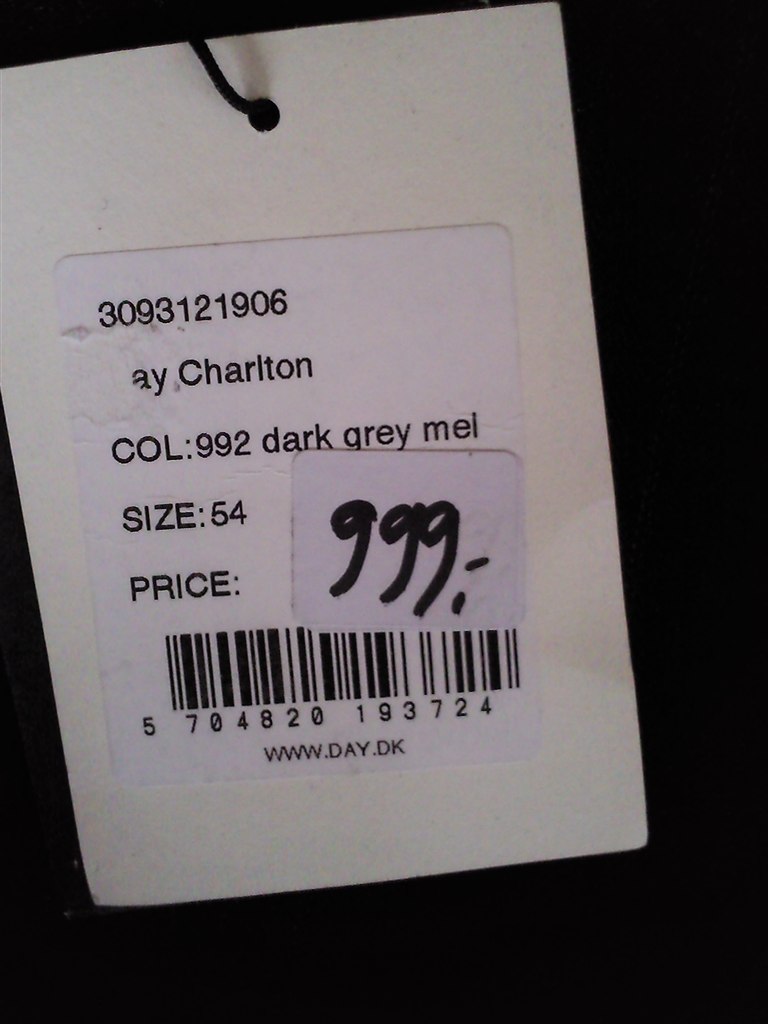 3093121906
ay Charlton
COL:992 dark grey mel
SIZE:54
999,-
PRICE:
5 704820 193724
WWW.DAY.DK